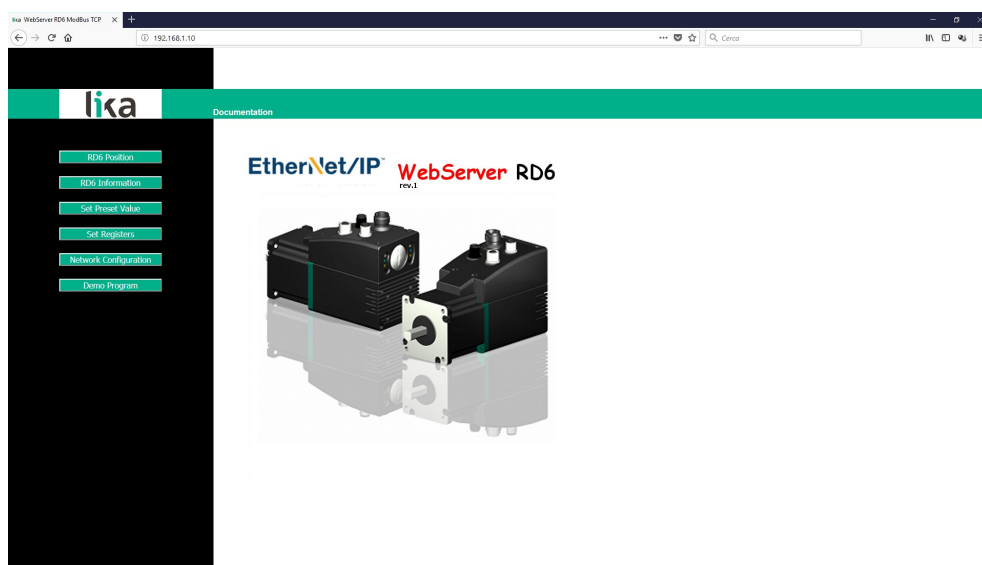 lika WebServer RD6 ModBus TCP
192.168.1.10
Cerca
lika
Documentation
RD6 Position
RD6 Information
Set Preset Value
Set Registers
Network Configuration
Demo Program
EtherNet/IP™ WebServer RD6
rev.1